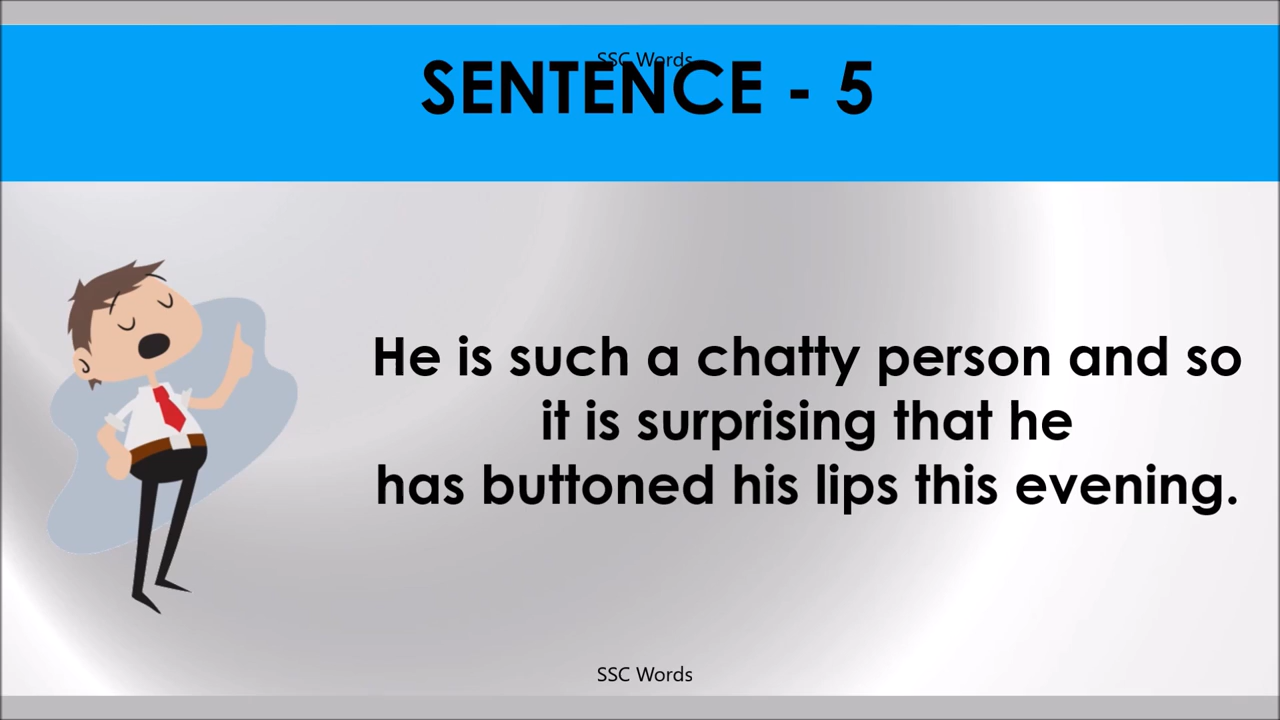 SSC Words
SENTENCE - 5
He is such a chatty person and so
it is surprising that he
has buttoned his lips this evening.
SSC Words